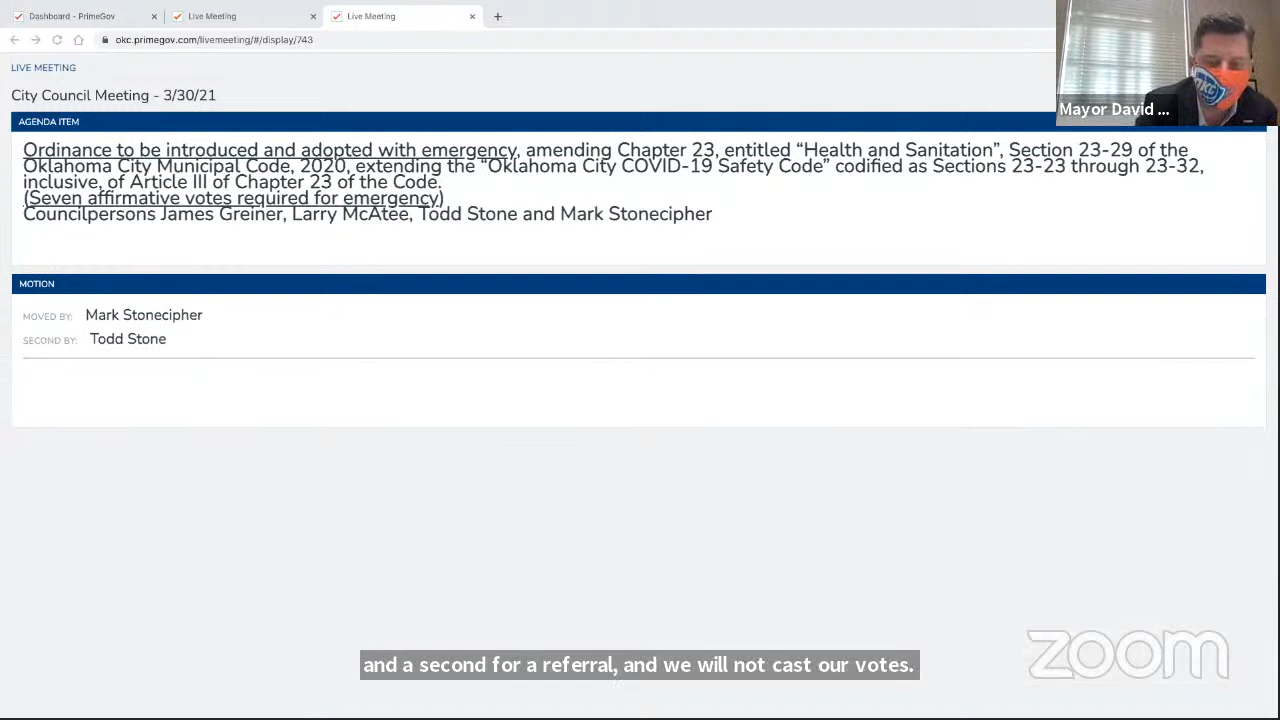 Dashboard - PrimeGov
Live Meeting
Live Meeting
okc.primegov.com/livemeeting/#/display/743
LIVE MEETING
City Council Meeting - 3/30/21
AGENDA ITEM
Ordinance to be introduced and adopted with emergency, amending Chapter 23, entitled “Health and Sanitation”, Section 23-29 of the
Oklahoma City Municipal Code, 2020, extending the “Oklahoma City COVID-19 Safety Code” codified as Sections 23-23 through 23-32,
inclusive, of Article III of Chapter 23 of the Code.
(Seven affirmative votes required for emergency)
Councilpersons James Greiner, Larry McAtee, Todd Stone and Mark Stonecipher
MOTION
MOVED BY: Mark Stonecipher
SECOND BY: Todd Stone
OKC
Mayor David ...
and a second for a referral, and we will not cast our votes.
zoom